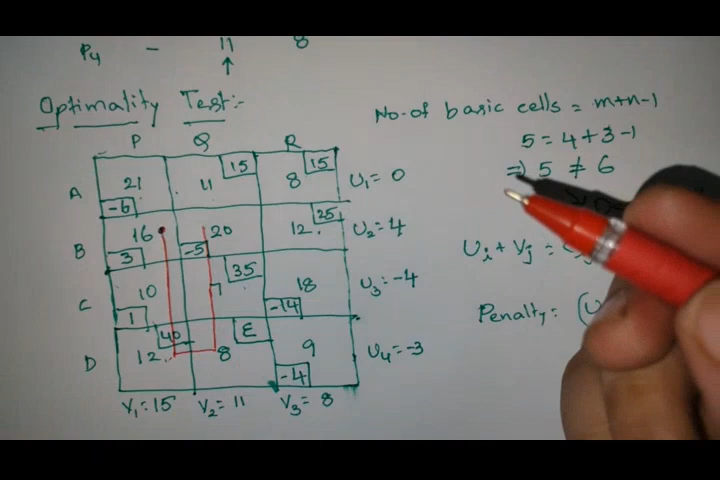 P4 - 11 8
↑
Optimality Test:-
No. of basic cells = m+n-1
5 = 4+3-1
⇒ 5 ≠ 6
P Q R
A 21 -6 11 15 8 15 U1 = 0
B 16 3 20 -5 12 25 U2 = 4
Ui + Vj =
C 10 1 7 35 18 -14 U3 = -4
Penalty: (U
D 12 40 8 E 9 -4 U4 = -3
V1 = 15 V2 = 11 V3 = 8